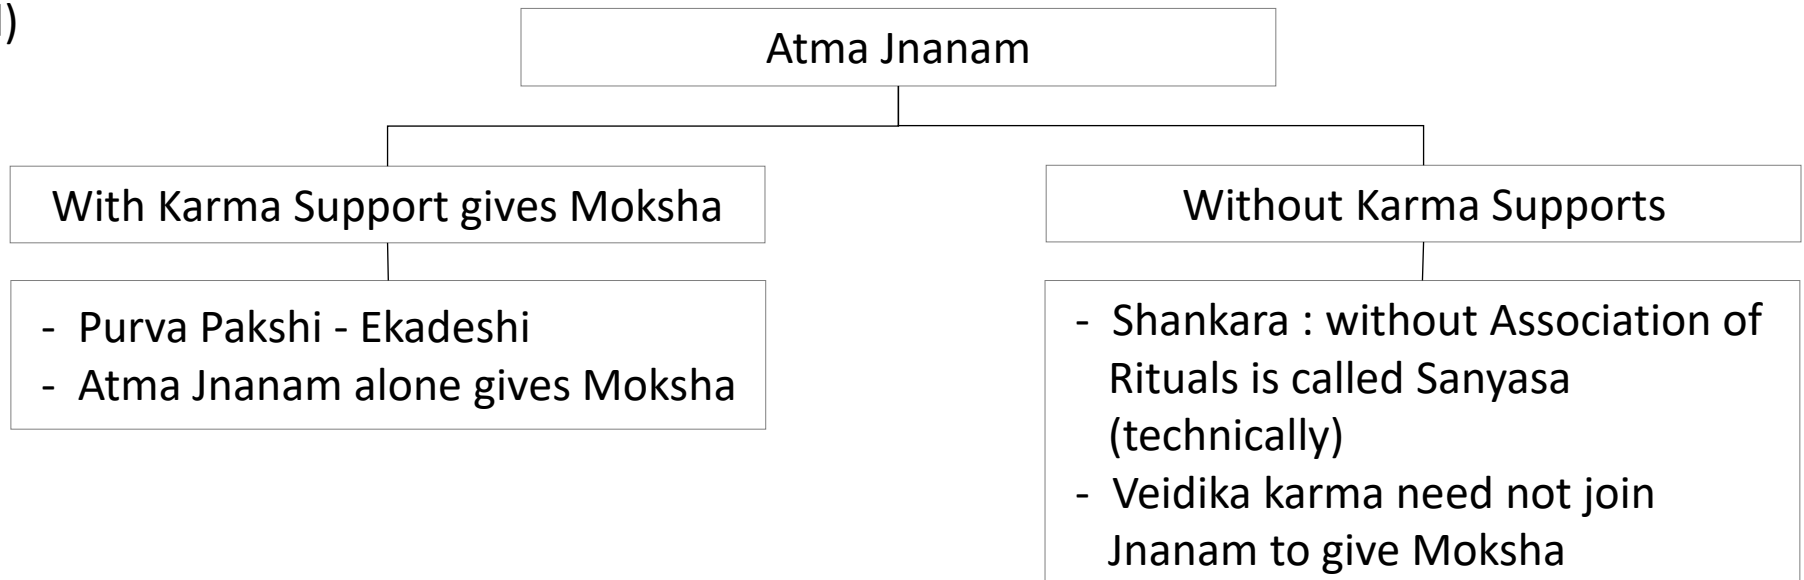 )
Atma Jnanam
With Karma Support gives Moksha
- Purva Pakshi - Ekadeshi
- Atma Jnanam alone gives Moksha
Without Karma Supports
- Shankara : without Association of
Rituals is called Sanyasa
(technically)
- Veidika karma need not join
Jnanam to give Moksha